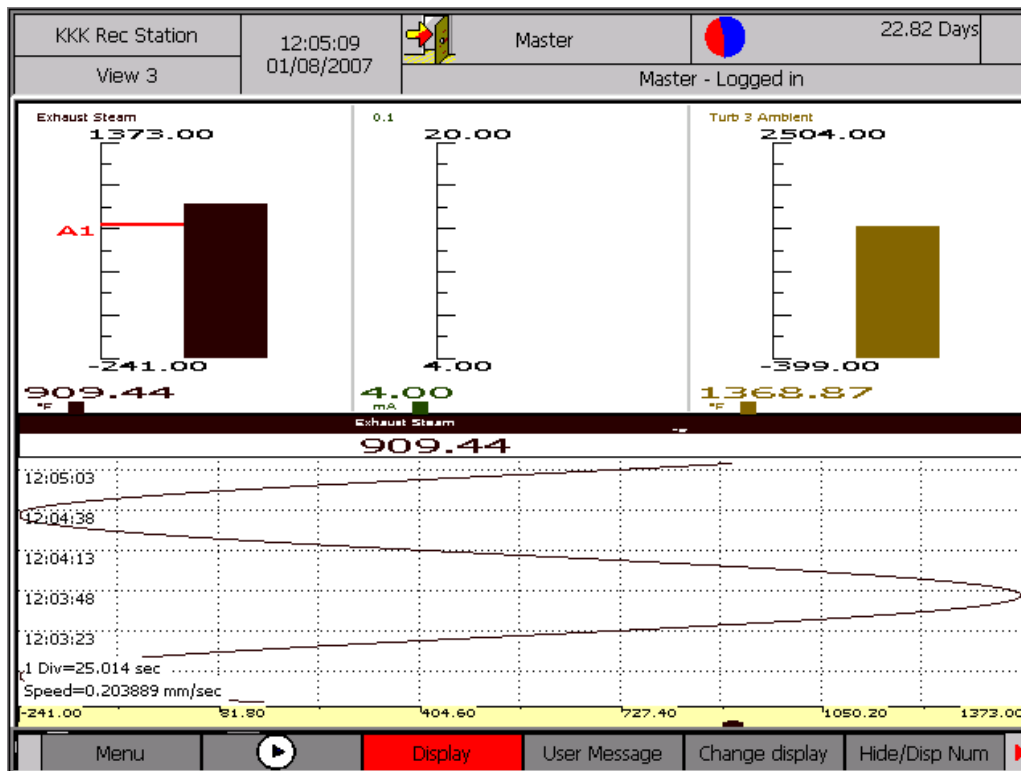 KKK Rec Station
View 3
12:05:09
01/08/2007
Master
22.82 Days
Master - Logged in
Exhaust Steam
1373.00
A1
-241.00
909.44
°F
0.1
20.00
4.00
4.00
mA
Turb 3 Ambient
2504.00
-399.00
1368.87
°F
Exhaust Steam
°F
909.44
12:05:03
12:04:38
12:04:13
12:03:48
12:03:23
1 Div=25.014 sec
Speed=0.203889 mm/sec
-241.00 81.80 404.60 727.40 1050.20 1373.00
Menu Display User Message Change display Hide/Disp Num